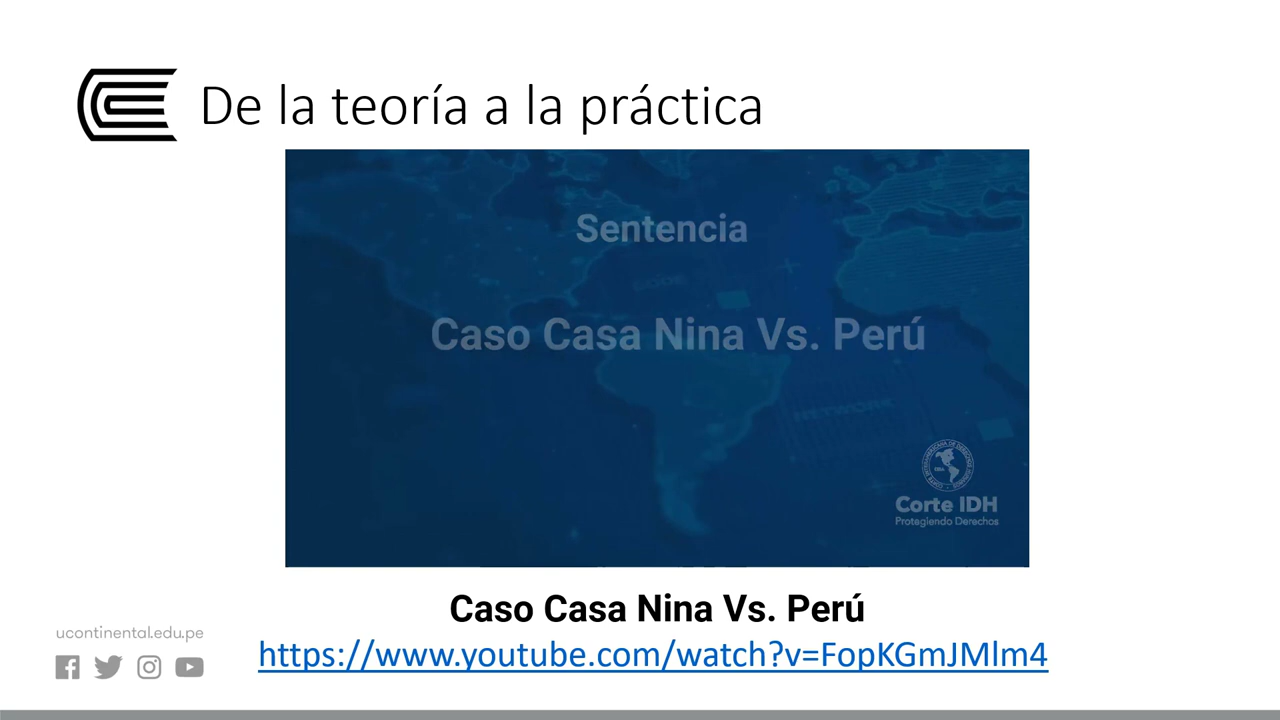 De la teoría a la práctica
Sentencia
Caso Casa Nina Vs. Perú
Corte IDH
Protegiendo Derechos
Caso Casa Nina Vs. Perú
https://www.youtube.com/watch?v=FopKGmJMlm4
ucontinental.edu.pe